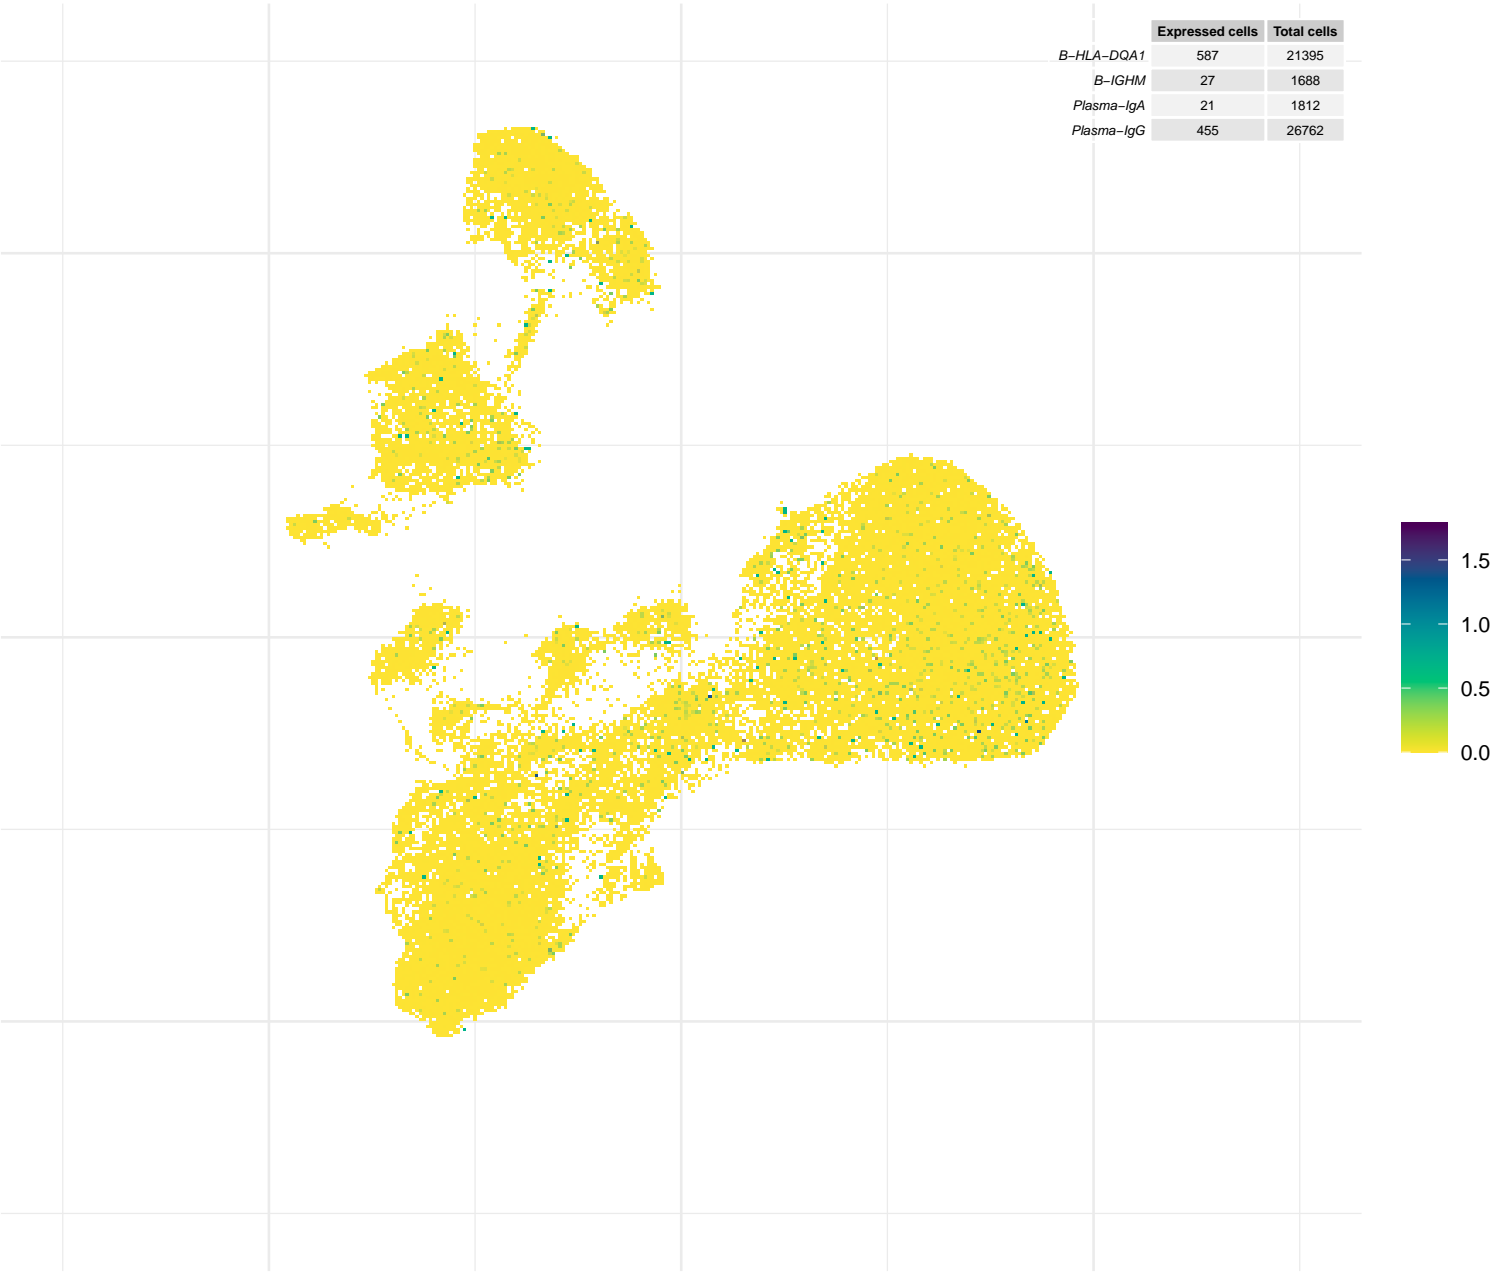 Expressed cells Total cells
B−HLA−DQA1 587 21395
B−IGHM 27 1688
Plasma−IgA 21 1812
Plasma−IgG 455 26762
1.5
1.0
0.5
0.0